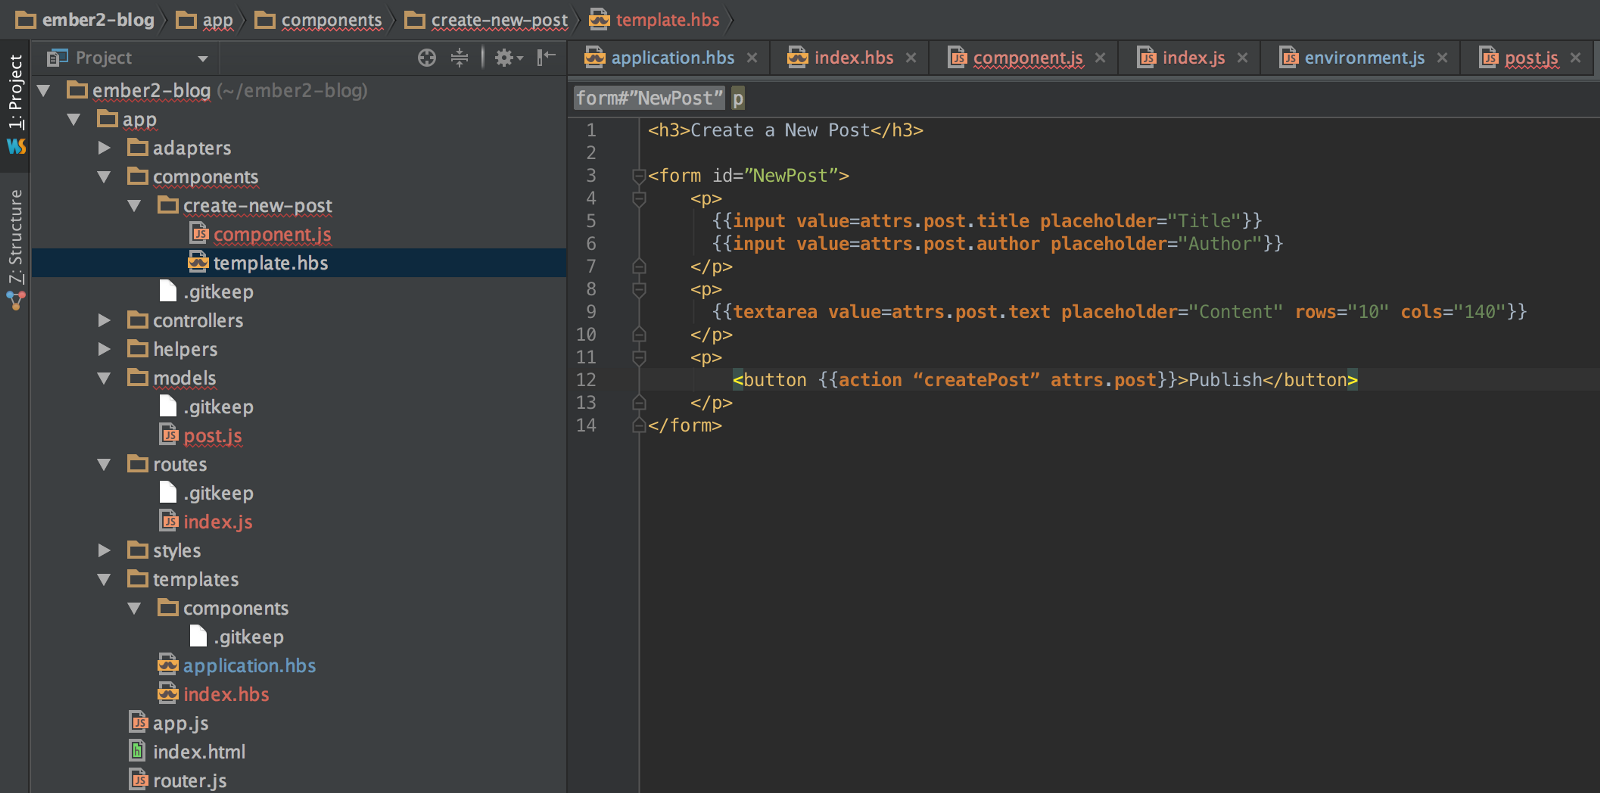 ember2-blog app components create-new-post template.hbs
1: Project
Z: Structure
Project
ember2-blog (~/ember2-blog)
app
adapters
components
create-new-post
component.js
template.hbs
.gitkeep
controllers
helpers
models
.gitkeep
post.js
routes
.gitkeep
index.js
styles
templates
components
.gitkeep
application.hbs
index.hbs
app.js
index.html
router.js
application.hbs index.hbs component.js index.js environment.js post.js
form#”NewPost” p
1 <h3>Create a New Post</h3>
2
3 <form id=”NewPost”>
4 <p>
5 {{input value=attrs.post.title placeholder="Title"}}
6 {{input value=attrs.post.author placeholder="Author"}}
7 </p>
8 <p>
9 {{textarea value=attrs.post.text placeholder="Content" rows="10" cols="140"}}
10 </p>
11 <p>
12 <button {{action “createPost” attrs.post}}>Publish</button>
13 </p>
14 </form>